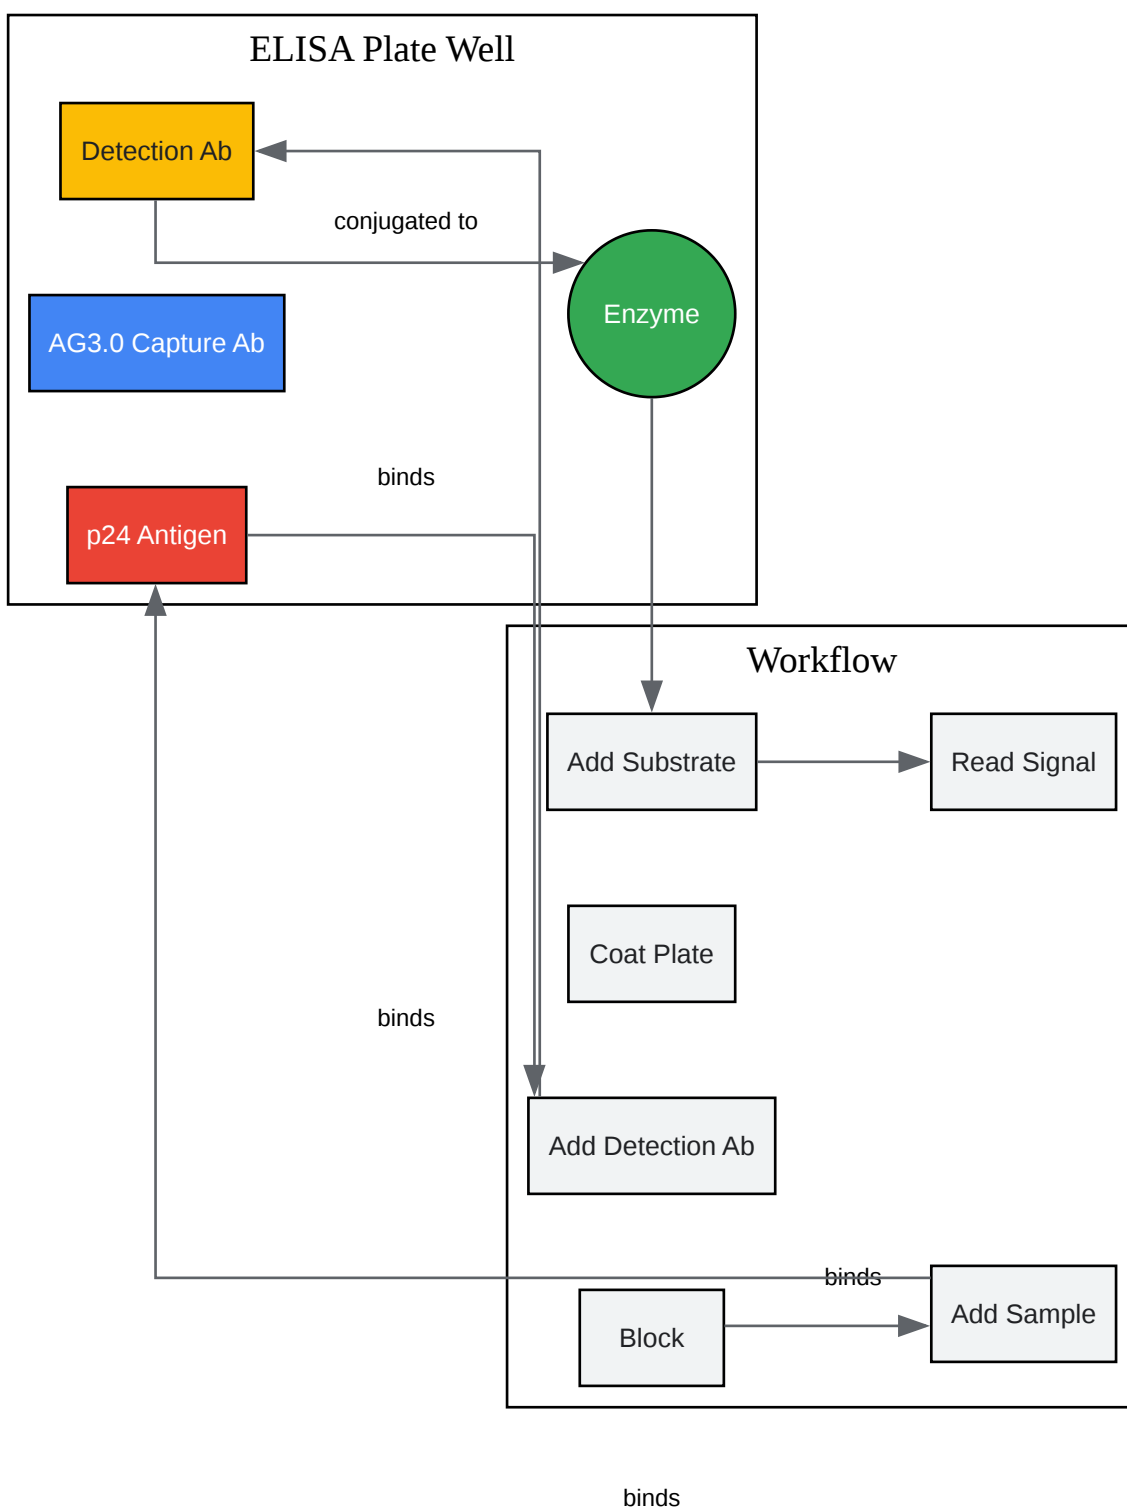 ELISA Plate Well
Detection Ab
conjugated to
Enzyme
AG3.0 Capture Ab
binds
p24 Antigen
Workflow
Add Substrate
Read Signal
Coat Plate
binds
Add Detection Ab
binds
Add Sample
Block
binds